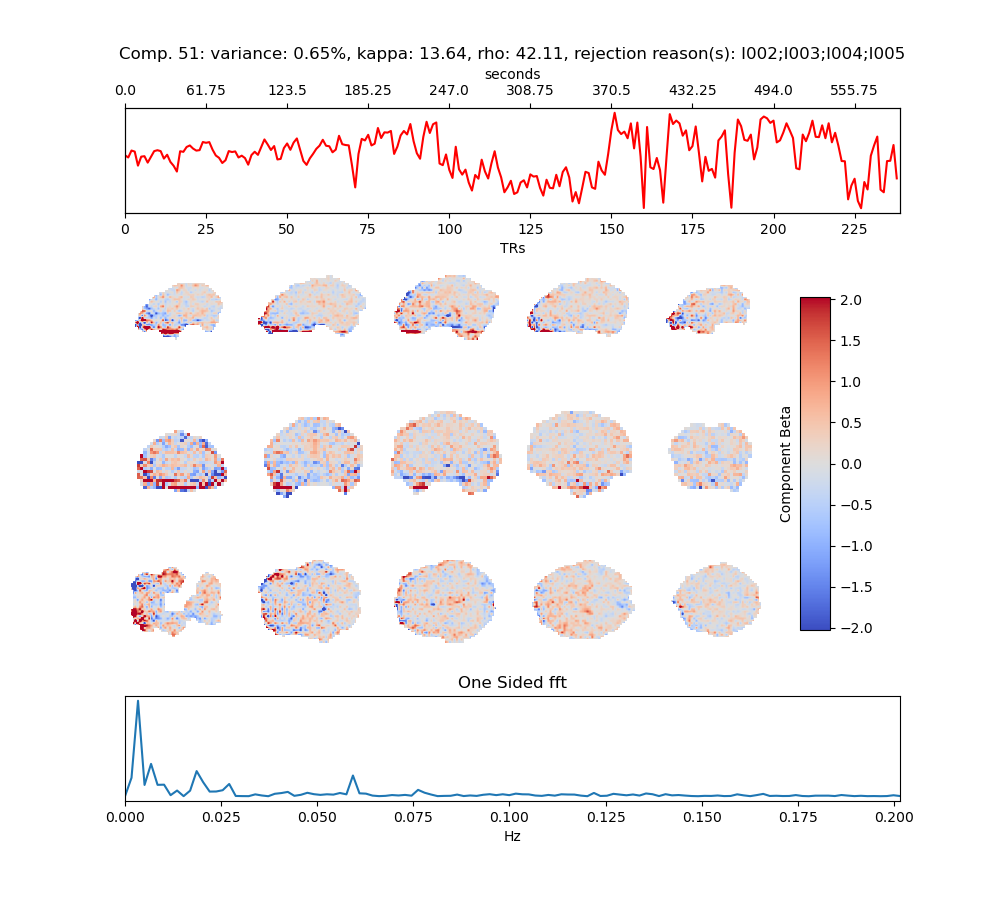 Comp. 51: variance: 0.65%, kappa: 13.64, rho: 42.11, rejection reason(s): I002;I003;I004;I005
seconds
0.0 61.75 123.5 185.25 247.0 308.75 370.5 432.25 494.0 555.75
0 25 50 75 100 125 150 175 200 225
TRs
2.0
1.5
1.0
0.5
0.0
−0.5
−1.0
−1.5
−2.0
Component Beta
One Sided fft
0.000 0.025 0.050 0.075 0.100 0.125 0.150 0.175 0.200
Hz